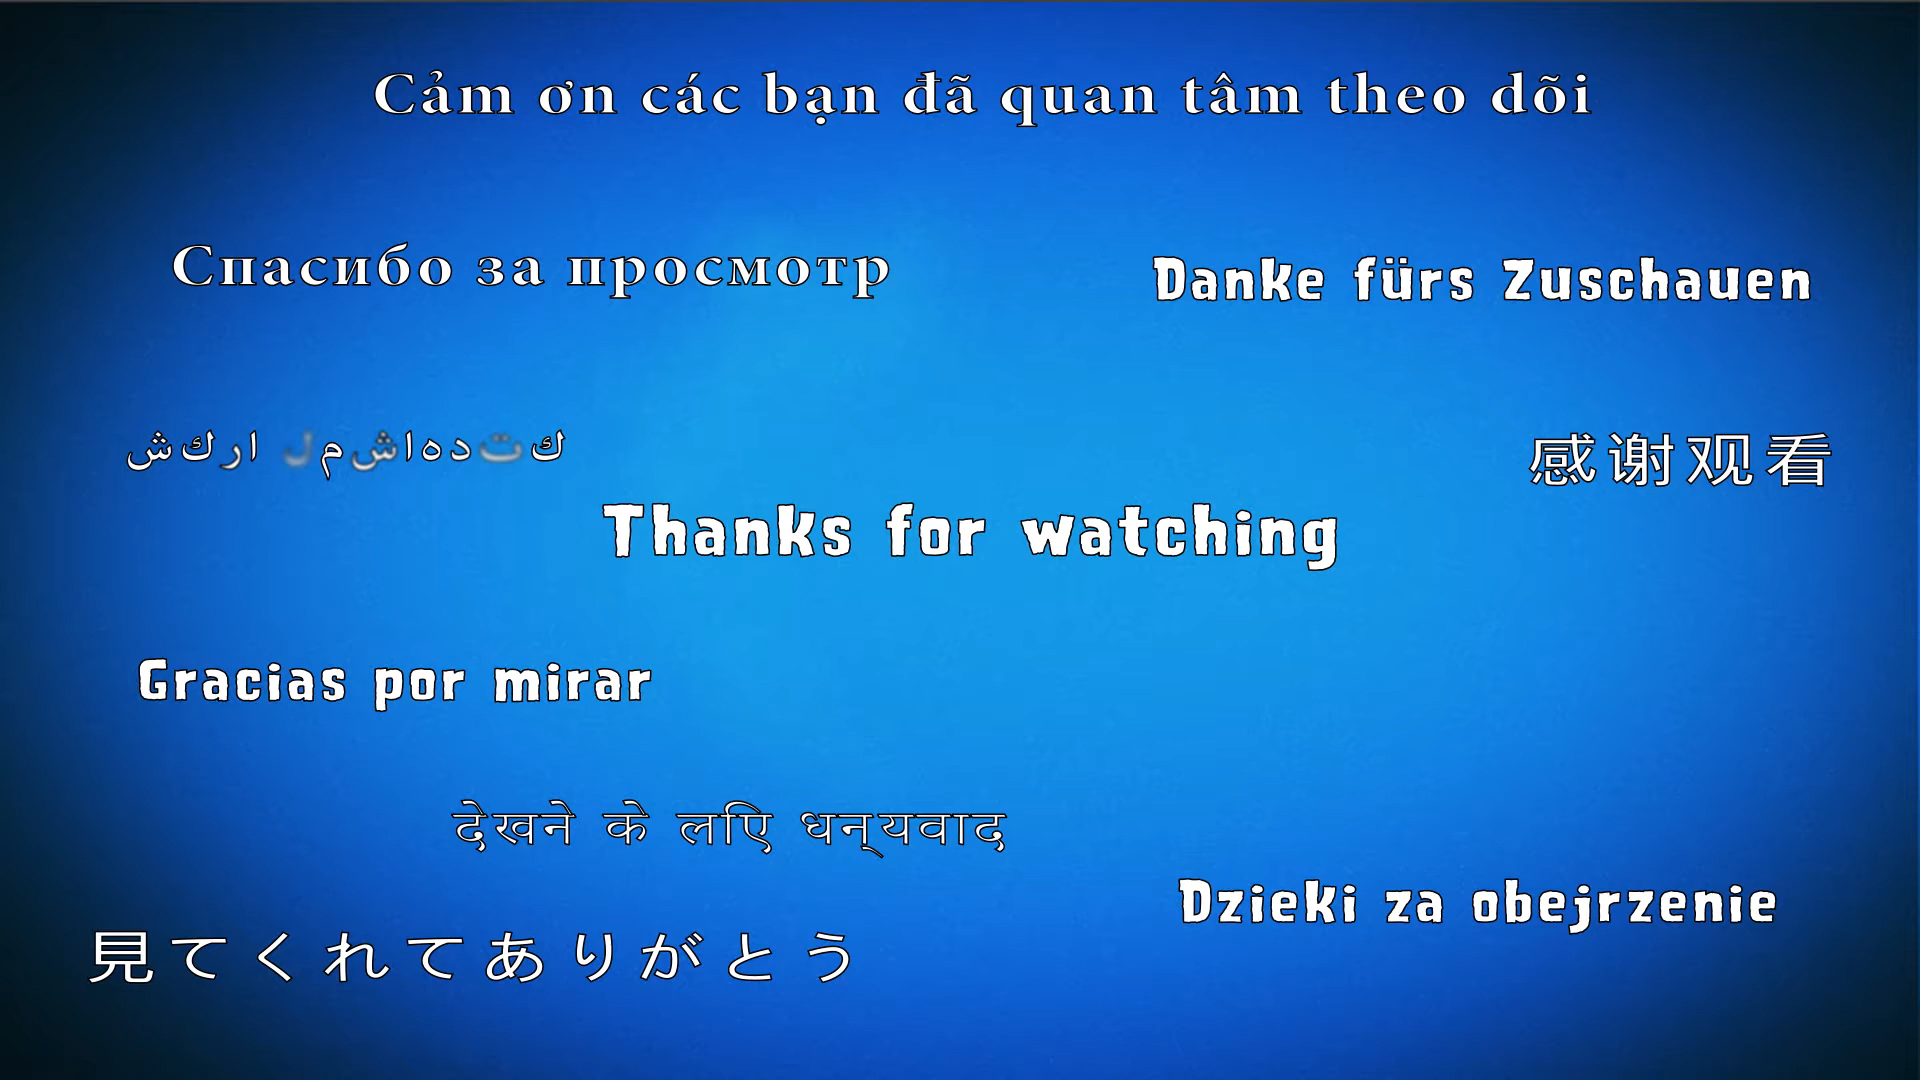 Cảm ơn các bạn đã quan tâm theo dõi
Спасибо за просмотр
Danke fürs Zuschauen
شكرا لمشاهدتك
感谢观看
Thanks for watching
Gracias por mirar
देखने के लिए धन्यवाद
Dzieki za obejrzenie
見てくれてありがとう